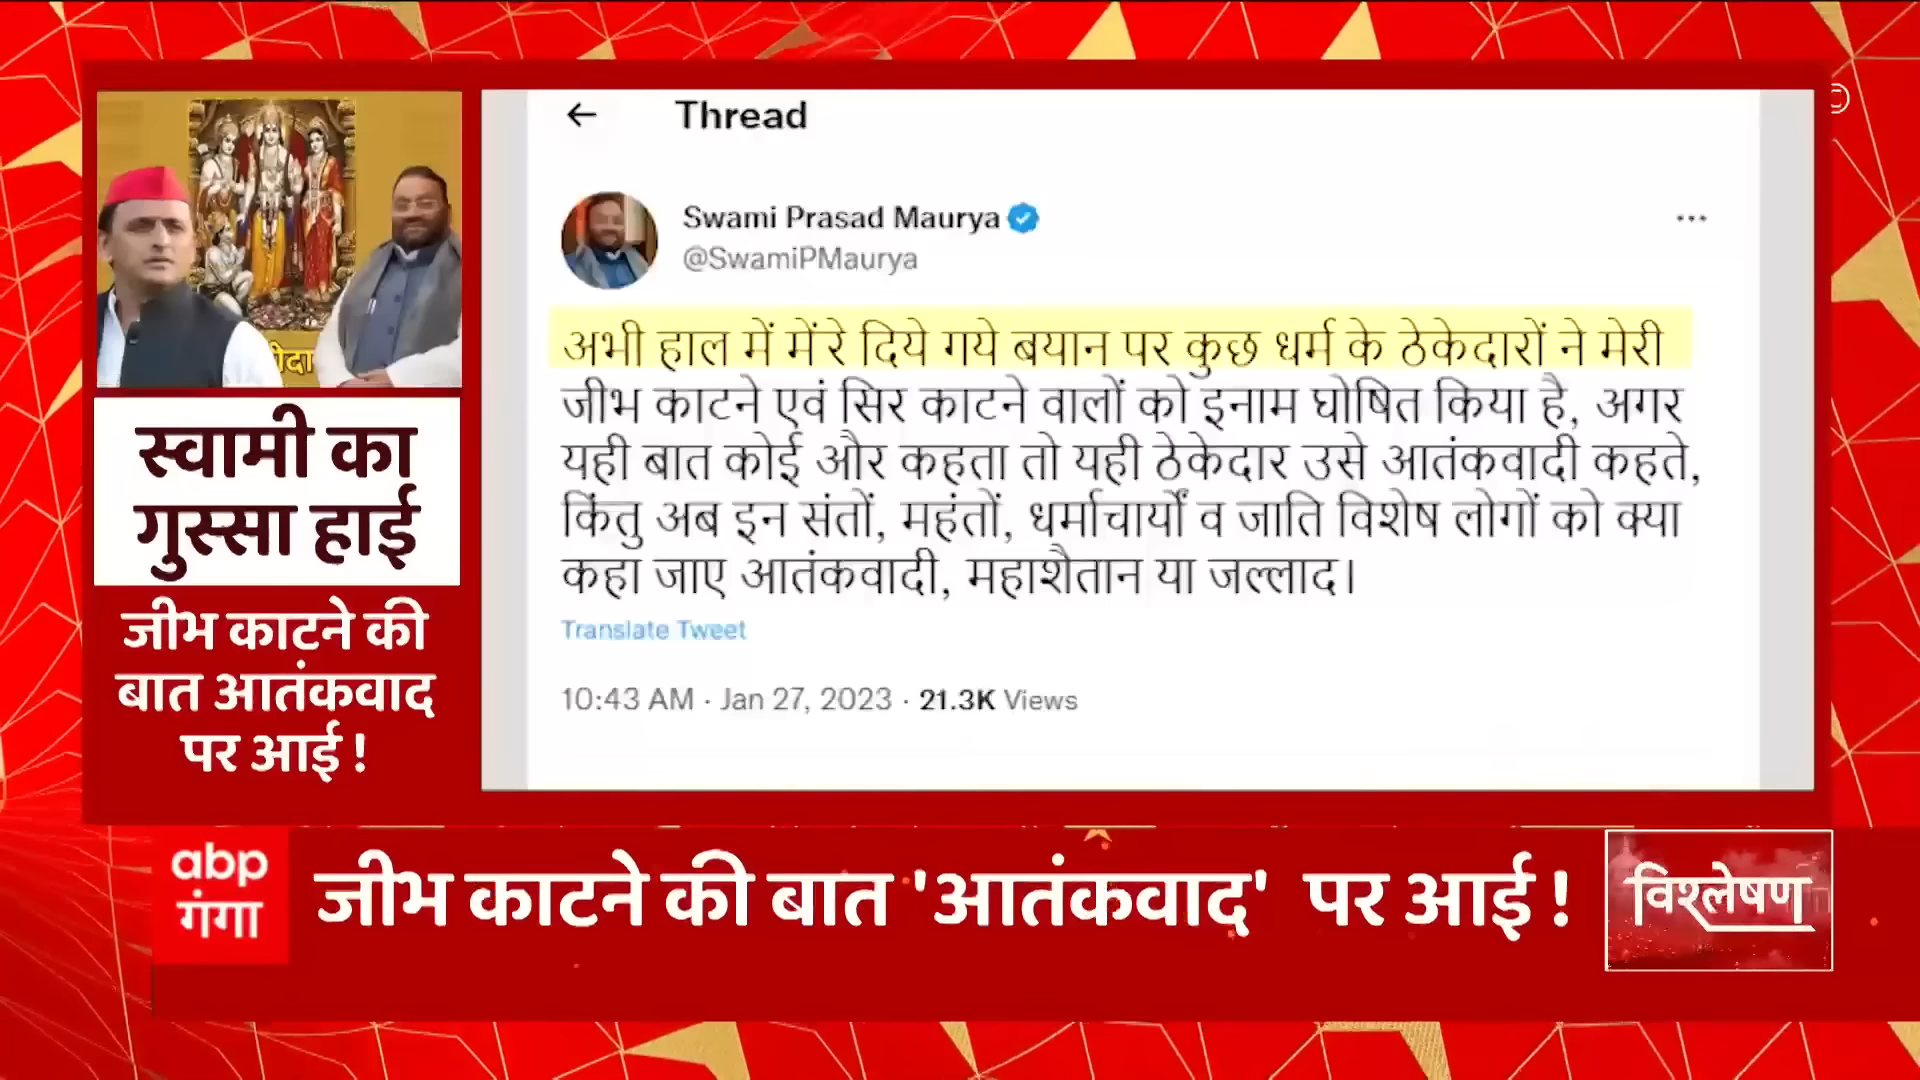 Thread
Swami Prasad Maurya
@SwamiPMaurya
अभी हाल में मेंरे दिये गये बयान पर कुछ धर्म के ठेकेदारों ने मेरी
जीभ काटने एवं सिर काटने वालों को इनाम घोषित किया है, अगर
यही बात कोई और कहता तो यही ठेकेदार उसे आतंकवादी कहते,
किंतु अब इन संतों, महंतों, धर्माचार्यों व जाति विशेष लोगों को क्या
कहा जाए आतंकवादी, महाशैतान या जल्लाद।
Translate Tweet
10:43 AM · Jan 27, 2023 · 21.3K Views
स्वामी का
गुस्सा हाई
जीभ काटने की
बात आतंकवाद
पर आई !
abp
गंगा
जीभ काटने की बात 'आतंकवाद' पर आई !
विश्लेषण